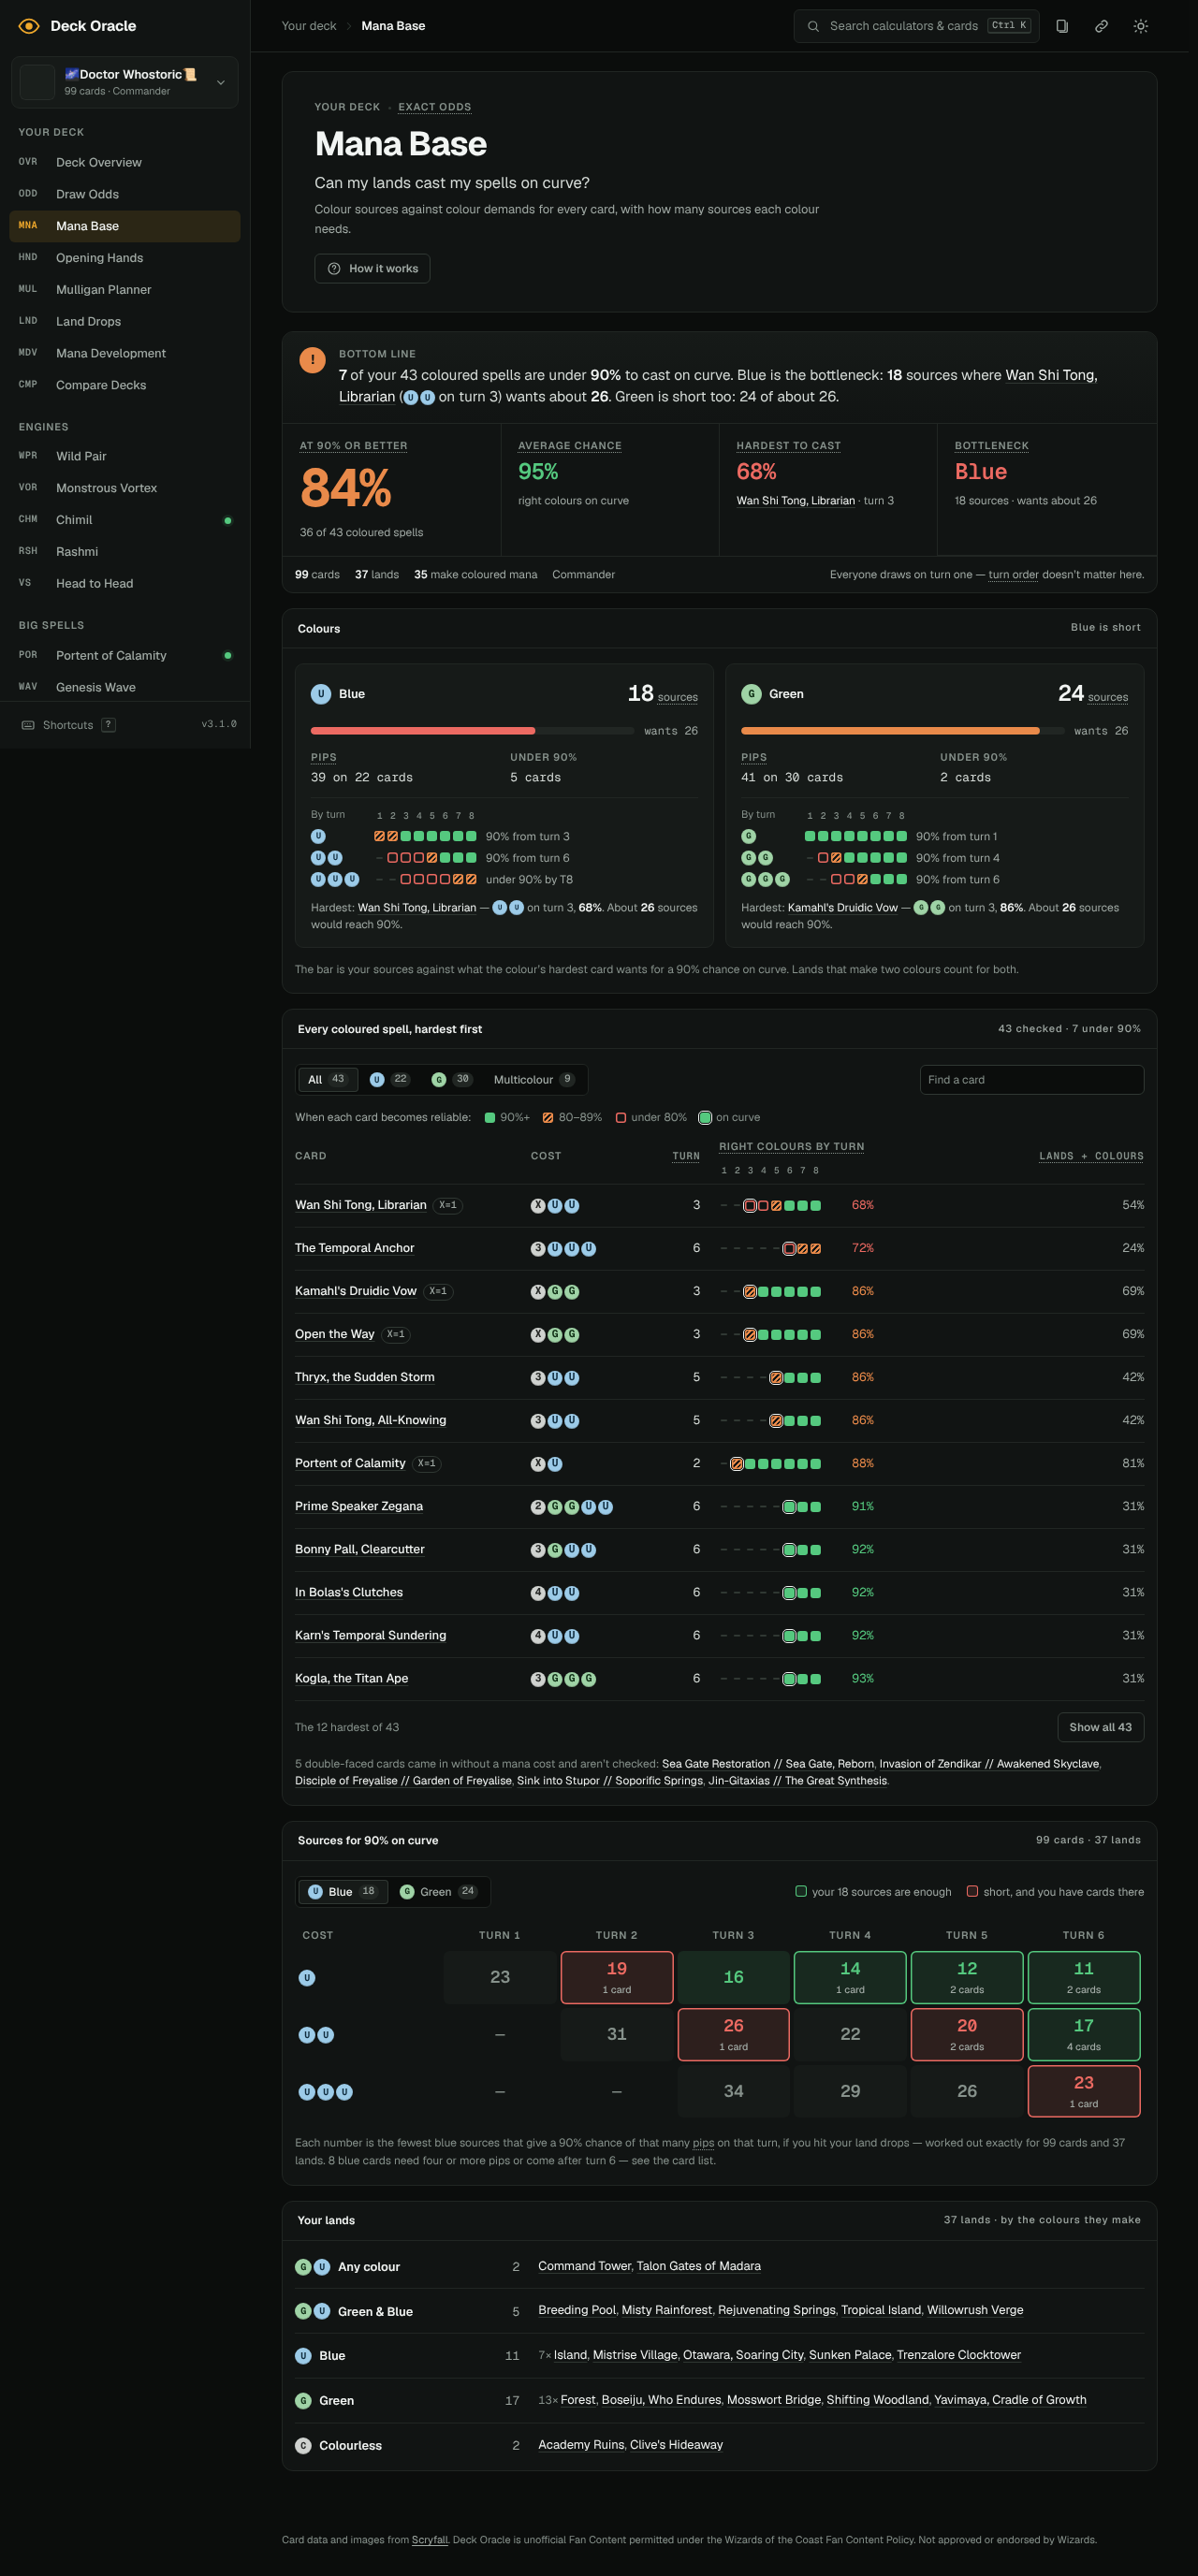 Deck Oracle
🌌Doctor Whostoric📜
99 cards · Commander
YOUR DECK
OVR Deck Overview
ODD Draw Odds
MNA Mana Base
HND Opening Hands
MUL Mulligan Planner
LND Land Drops
MDV Mana Development
CMP Compare Decks
ENGINES
WPR Wild Pair
VOR Monstrous Vortex
CHM Chimil
RSH Rashmi
VS Head to Head
BIG SPELLS
POR Portent of Calamity
WAV Genesis Wave
Shortcuts ? v3.1.0
Your deck › Mana Base
Search calculators & cards Ctrl K
YOUR DECK · EXACT ODDS
Mana Base
Can my lands cast my spells on curve?
Colour sources against colour demands for every card, with how many sources each colour
needs.
How it works
! BOTTOM LINE
7 of your 43 coloured spells are under 90% to cast on curve. Blue is the bottleneck: 18 sources where Wan Shi Tong,
Librarian (U U on turn 3) wants about 26. Green is short too: 24 of about 26.
AT 90% OR BETTER
84%
36 of 43 coloured spells
AVERAGE CHANCE
95%
right colours on curve
HARDEST TO CAST
68%
Wan Shi Tong, Librarian · turn 3
BOTTLENECK
Blue
18 sources · wants about 26
99 cards 37 lands 35 make coloured mana Commander Everyone draws on turn one — turn order doesn't matter here.
Colours Blue is short
U Blue 18 sources
wants 26
PIPS UNDER 90%
39 on 22 cards 5 cards
By turn 1 2 3 4 5 6 7 8
U 90% from turn 3
U U – 90% from turn 6
U U U – – under 90% by T8
Hardest: Wan Shi Tong, Librarian — U U on turn 3, 68%. About 26 sources
would reach 90%.
G Green 24 sources
wants 26
PIPS UNDER 90%
41 on 30 cards 2 cards
By turn 1 2 3 4 5 6 7 8
G 90% from turn 1
G G – 90% from turn 4
G G G – – 90% from turn 6
Hardest: Kamahl's Druidic Vow — G G on turn 3, 86%. About 26 sources
would reach 90%.
The bar is your sources against what the colour's hardest card wants for a 90% chance on curve. Lands that make two colours count for both.
Every coloured spell, hardest first 43 checked · 7 under 90%
All 43 U 22 G 30 Multicolour 9 Find a card
When each card becomes reliable: 90%+ 80–89% under 80% on curve
CARD COST TURN RIGHT COLOURS BY TURN LANDS + COLOURS
1 2 3 4 5 6 7 8
Wan Shi Tong, Librarian X=1 X U U 3 – – 68% 54%
The Temporal Anchor 3 U U U 6 – – – – – 72% 24%
Kamahl's Druidic Vow X=1 X G G 3 – – 86% 69%
Open the Way X=1 X G G 3 – – 86% 69%
Thryx, the Sudden Storm 3 U U 5 – – – – 86% 42%
Wan Shi Tong, All-Knowing 3 U U 5 – – – – 86% 42%
Portent of Calamity X=1 X U 2 – 88% 81%
Prime Speaker Zegana 2 G G U U 6 – – – – – 91% 31%
Bonny Pall, Clearcutter 3 G U U 6 – – – – – 92% 31%
In Bolas's Clutches 4 U U 6 – – – – – 92% 31%
Karn's Temporal Sundering 4 U U 6 – – – – – 92% 31%
Kogla, the Titan Ape 3 G G G 6 – – – – – 93% 31%
The 12 hardest of 43 Show all 43
5 double-faced cards came in without a mana cost and aren't checked: Sea Gate Restoration // Sea Gate, Reborn, Invasion of Zendikar // Awakened Skyclave,
Disciple of Freyalise // Garden of Freyalise, Sink into Stupor // Soporific Springs, Jin-Gitaxias // The Great Synthesis.
Sources for 90% on curve 99 cards · 37 lands
U Blue 18 G Green 24 your 18 sources are enough short, and you have cards there
COST TURN 1 TURN 2 TURN 3 TURN 4 TURN 5 TURN 6
U 23 19 16 14 12 11
1 card 1 card 2 cards 2 cards
U U — 31 26 22 20 17
1 card 2 cards 4 cards
U U U — — 34 29 26 23
1 card
Each number is the fewest blue sources that give a 90% chance of that many pips on that turn, if you hit your land drops — worked out exactly for 99 cards and 37
lands. 8 blue cards need four or more pips or come after turn 6 — see the card list.
Your lands 37 lands · by the colours they make
G U Any colour 2 Command Tower, Talon Gates of Madara
G U Green & Blue 5 Breeding Pool, Misty Rainforest, Rejuvenating Springs, Tropical Island, Willowrush Verge
U Blue 11 7× Island, Mistrise Village, Otawara, Soaring City, Sunken Palace, Trenzalore Clocktower
G Green 17 13× Forest, Boseiju, Who Endures, Mosswort Bridge, Shifting Woodland, Yavimaya, Cradle of Growth
C Colourless 2 Academy Ruins, Clive's Hideaway
Card data and images from Scryfall. Deck Oracle is unofficial Fan Content permitted under the Wizards of the Coast Fan Content Policy. Not approved or endorsed by Wizards.